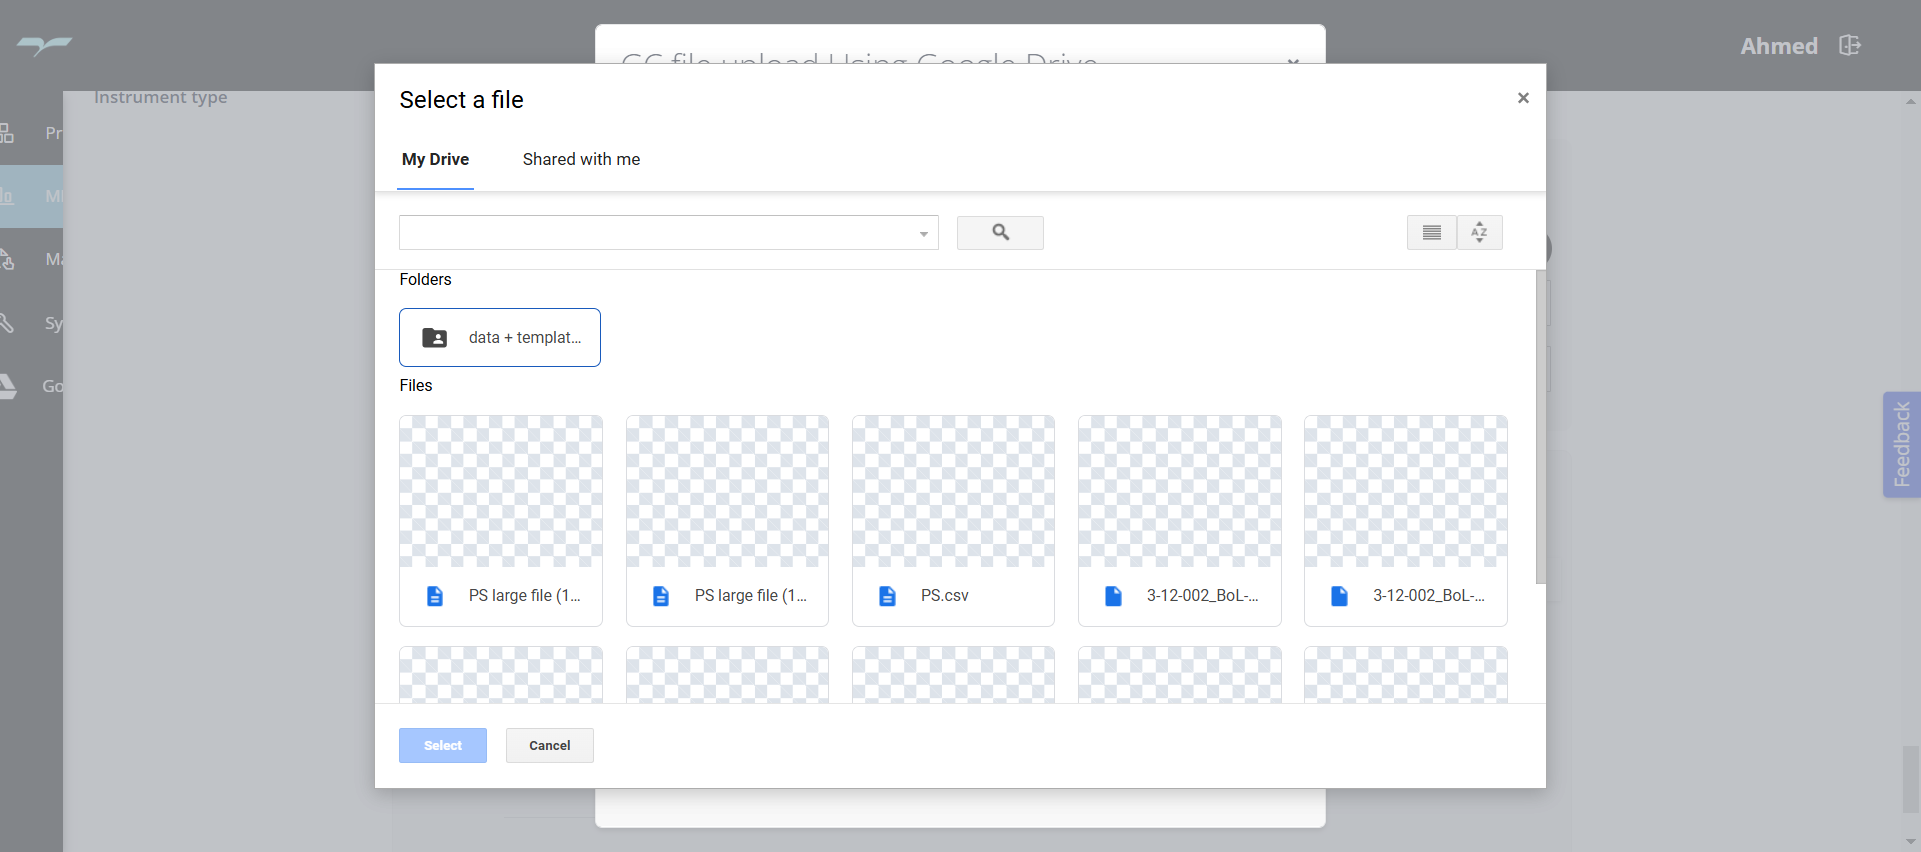 GC file upload Using Google Drive
Ahmed
Instrument type
Select a file
My Drive
Shared with me
Pr
Ma
Sy
Go
AZ
Folders
data + templat...
Files
PS large file (1...
PS large file (1...
PS.csv
3-12-002_BoL-...
3-12-002_BoL-...
Select
Cancel
Feedback